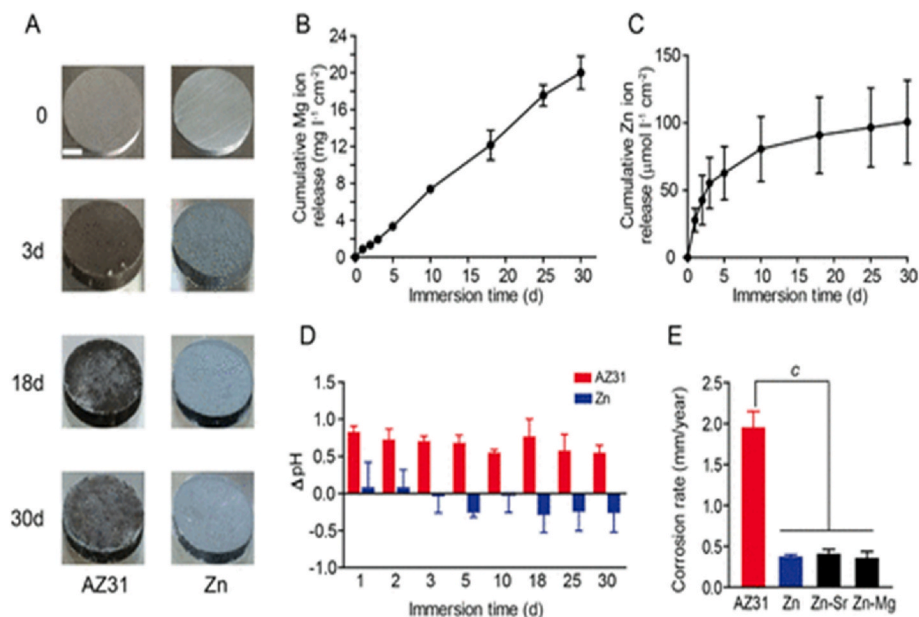 A
0
3d
18d
30d
AZ31 Zn
B
Cumulative Mg ion
release (mg l⁻¹ cm⁻²)
24
20
16
12
8
4
0
0 5 10 15 20 25 30
Immersion time (d)
C
Cumulative Zn ion
release (μmol l⁻¹ cm⁻²)
150
100
50
0
0 5 10 15 20 25 30
Immersion time (d)
D
AZ31
Zn
ΔpH
1.5
1.0
0.5
0.0
-0.5
-1.0
1 2 3 5 10 18 25 30
Immersion time (d)
E
c
Corrosion rate (mm/year)
2.5
2.0
1.5
1.0
0.5
0.0
AZ31 Zn Zn-Sr Zn-Mg